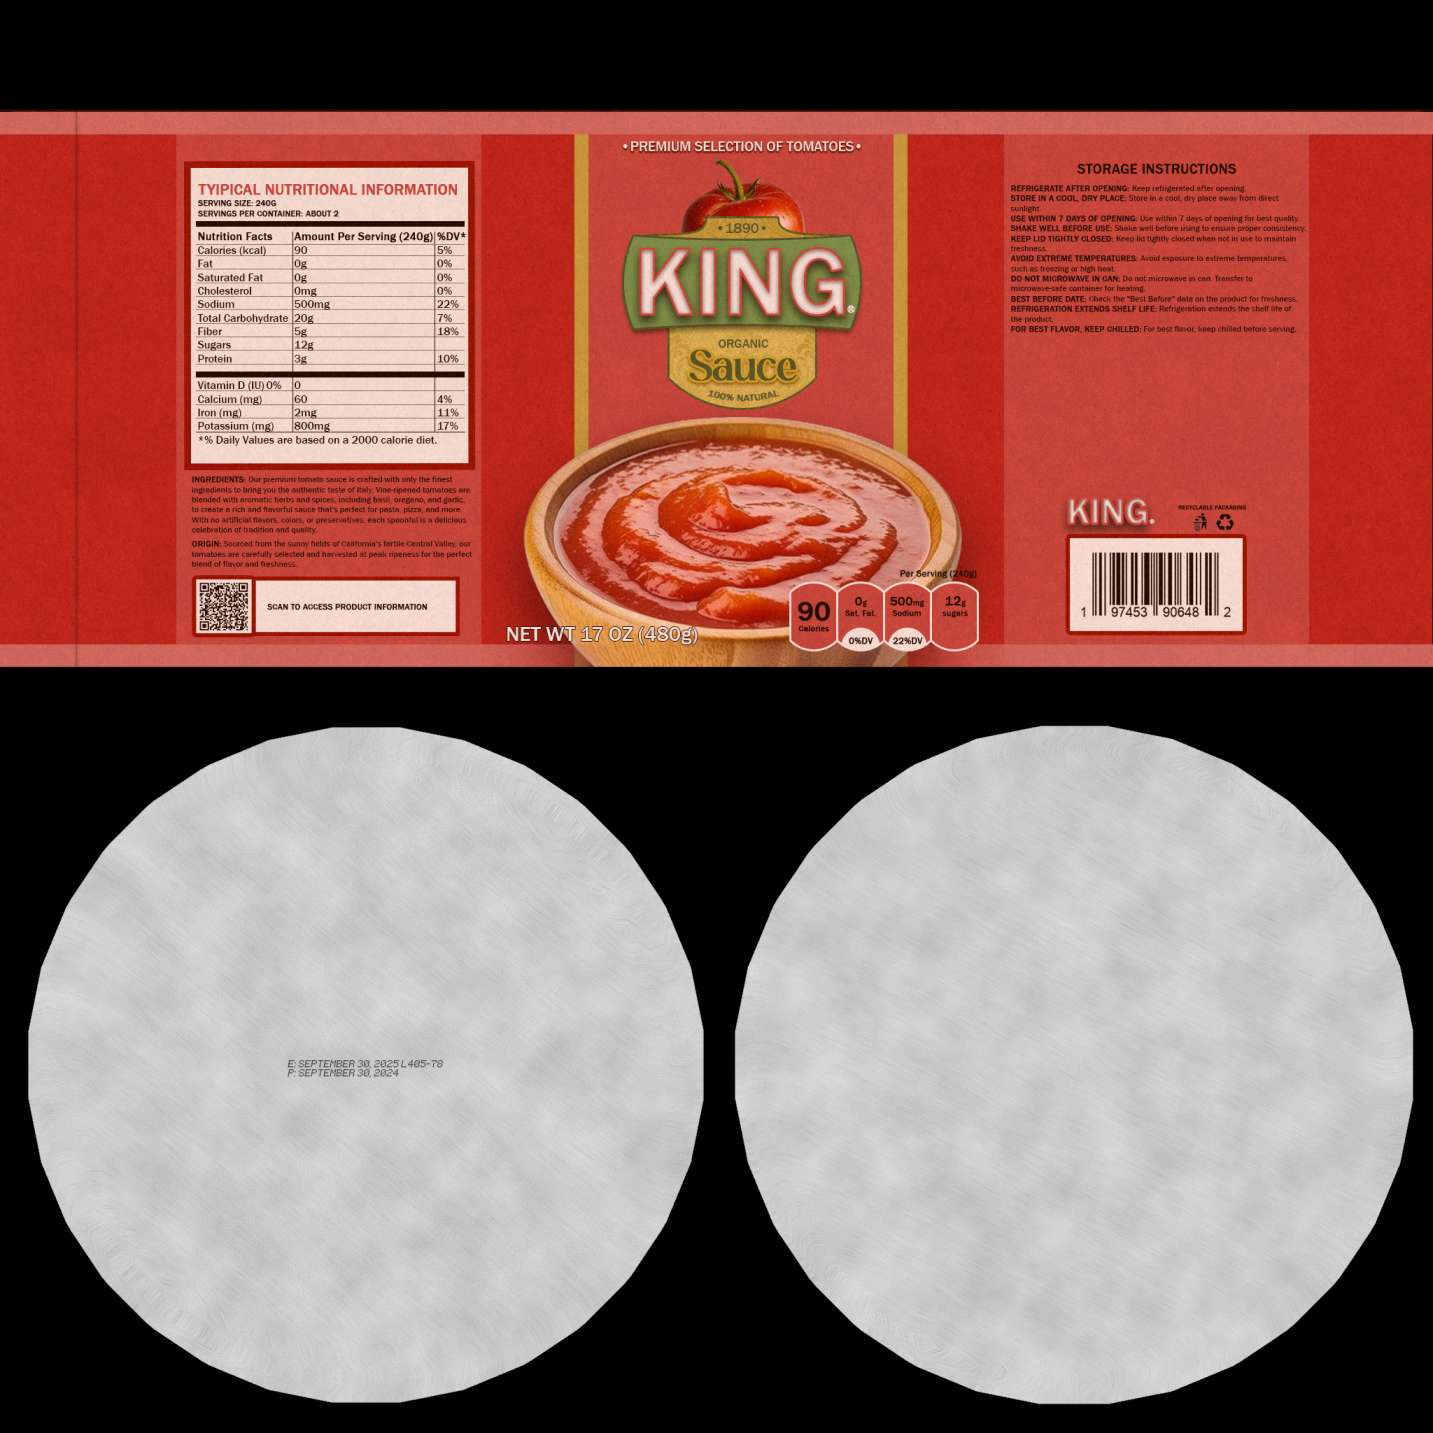 TYIPICAL NUTRITIONAL INFORMATION
SERVING SIZE: 240G
SERVINGS PER CONTAINER: ABOUT 2
Nutrition Facts Amount Per Serving (240g) %DV*
Calories (kcal) 90 5%
Fat 0g 0%
Saturated Fat 0g 0%
Cholesterol 0mg 0%
Sodium 500mg 22%
Total Carbohydrate 20g 7%
Fiber 5g 18%
Sugars 12g
Protein 3g 10%
Vitamin D (IU) 0% 0
Calcium (mg) 60 4%
Iron (mg) 2mg 11%
Potassium (mg) 800mg 17%
*% Daily Values are based on a 2000 calorie diet.
INGREDIENTS: Our premium tomato sauce is crafted with only the finest
ingredients to bring you the authentic taste of Italy. Vine-ripened tomatoes are
blended with aromatic herbs and spices, including basil, oregano, and garlic,
to create a rich and flavorful sauce that's perfect for pasta, pizza, and more.
With no artificial flavors, colors, or preservatives, each spoonful is a delicious
celebration of tradition and quality.
ORIGIN: Sourced from the sunny fields of California's fertile Central Valley, our
tomatoes are carefully selected and harvested at peak ripeness for the perfect
blend of flavor and freshness.
SCAN TO ACCESS PRODUCT INFORMATION
•PREMIUM SELECTION OF TOMATOES•
•1890•
KING®
ORGANIC
Sauce
100% NATURAL
Per Serving (240g)
90 Calories
0g Sat. Fat. 0%DV
500mg Sodium 22%DV
12g sugars
NET WT 17 OZ (480g)
STORAGE INSTRUCTIONS
REFRIGERATE AFTER OPENING: Keep refrigerated after opening.
STORE IN A COOL, DRY PLACE: Store in a cool, dry place away from direct
sunlight.
USE WITHIN 7 DAYS OF OPENING: Use within 7 days of opening for best quality.
SHAKE WELL BEFORE USE: Shake well before using to ensure proper consistency.
KEEP LID TIGHTLY CLOSED: Keep lid tightly closed when not in use to maintain
freshness.
AVOID EXTREME TEMPERATURES: Avoid exposure to extreme temperatures,
such as freezing or high heat.
DO NOT MICROWAVE IN CAN: Do not microwave in can. Transfer to
microwave-safe container for heating.
BEST BEFORE DATE: Check the "Best Before" date on the product for freshness.
REFRIGERATION EXTENDS SHELF LIFE: Refrigeration extends the shelf life of
the product.
FOR BEST FLAVOR, KEEP CHILLED: For best flavor, keep chilled before serving.
KING.
RECYCLABLE PACKAGING
1 97453 90648 2
E: SEPTEMBER 30, 2025 L405-78
P: SEPTEMBER 30, 2024